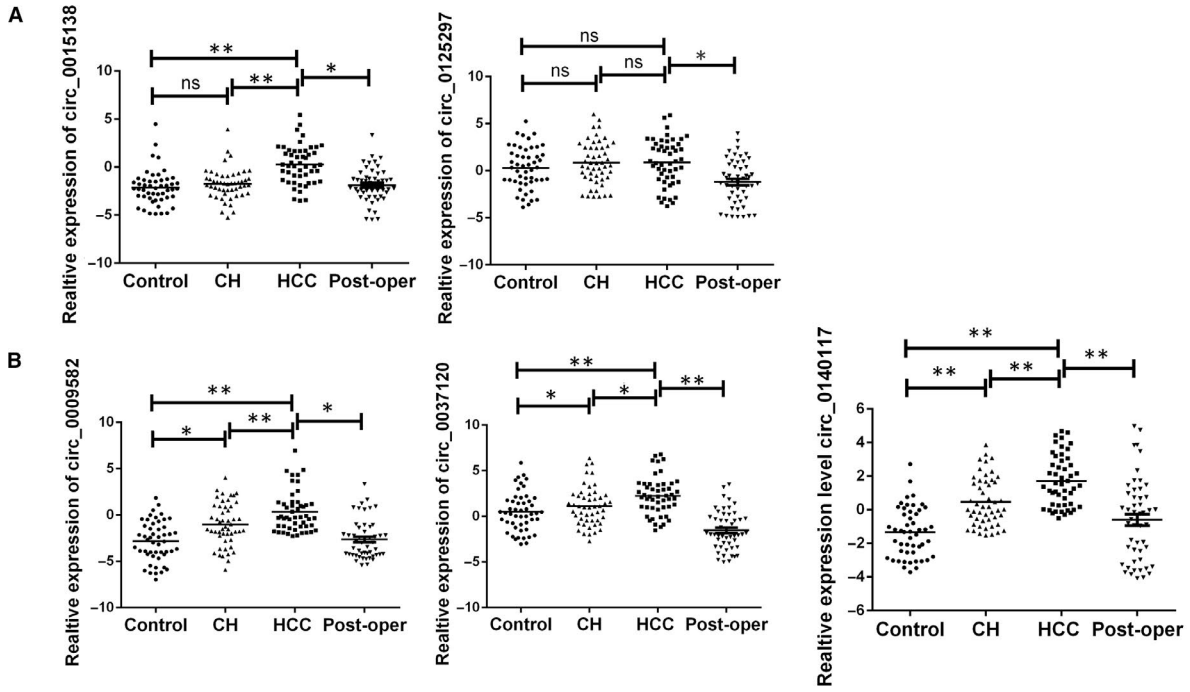 A
Realtive expression of circ_0015138
**
ns
**
*
10
5
0
−5
−10
Control CH HCC Post-oper
Realtive expression of circ_0125297
ns
ns
ns
*
10
5
0
−5
−10
Control CH HCC Post-oper
B
Realtive expression of circ_0009582
**
*
**
*
10
5
0
−5
−10
Control CH HCC Post-oper
Realtive expression of circ_0037120
**
*
*
**
10
5
0
−5
−10
Control CH HCC Post-oper
Realtive expression level circ_0140117
**
**
**
**
6
4
2
0
−2
−4
−6
Control CH HCC Post-oper